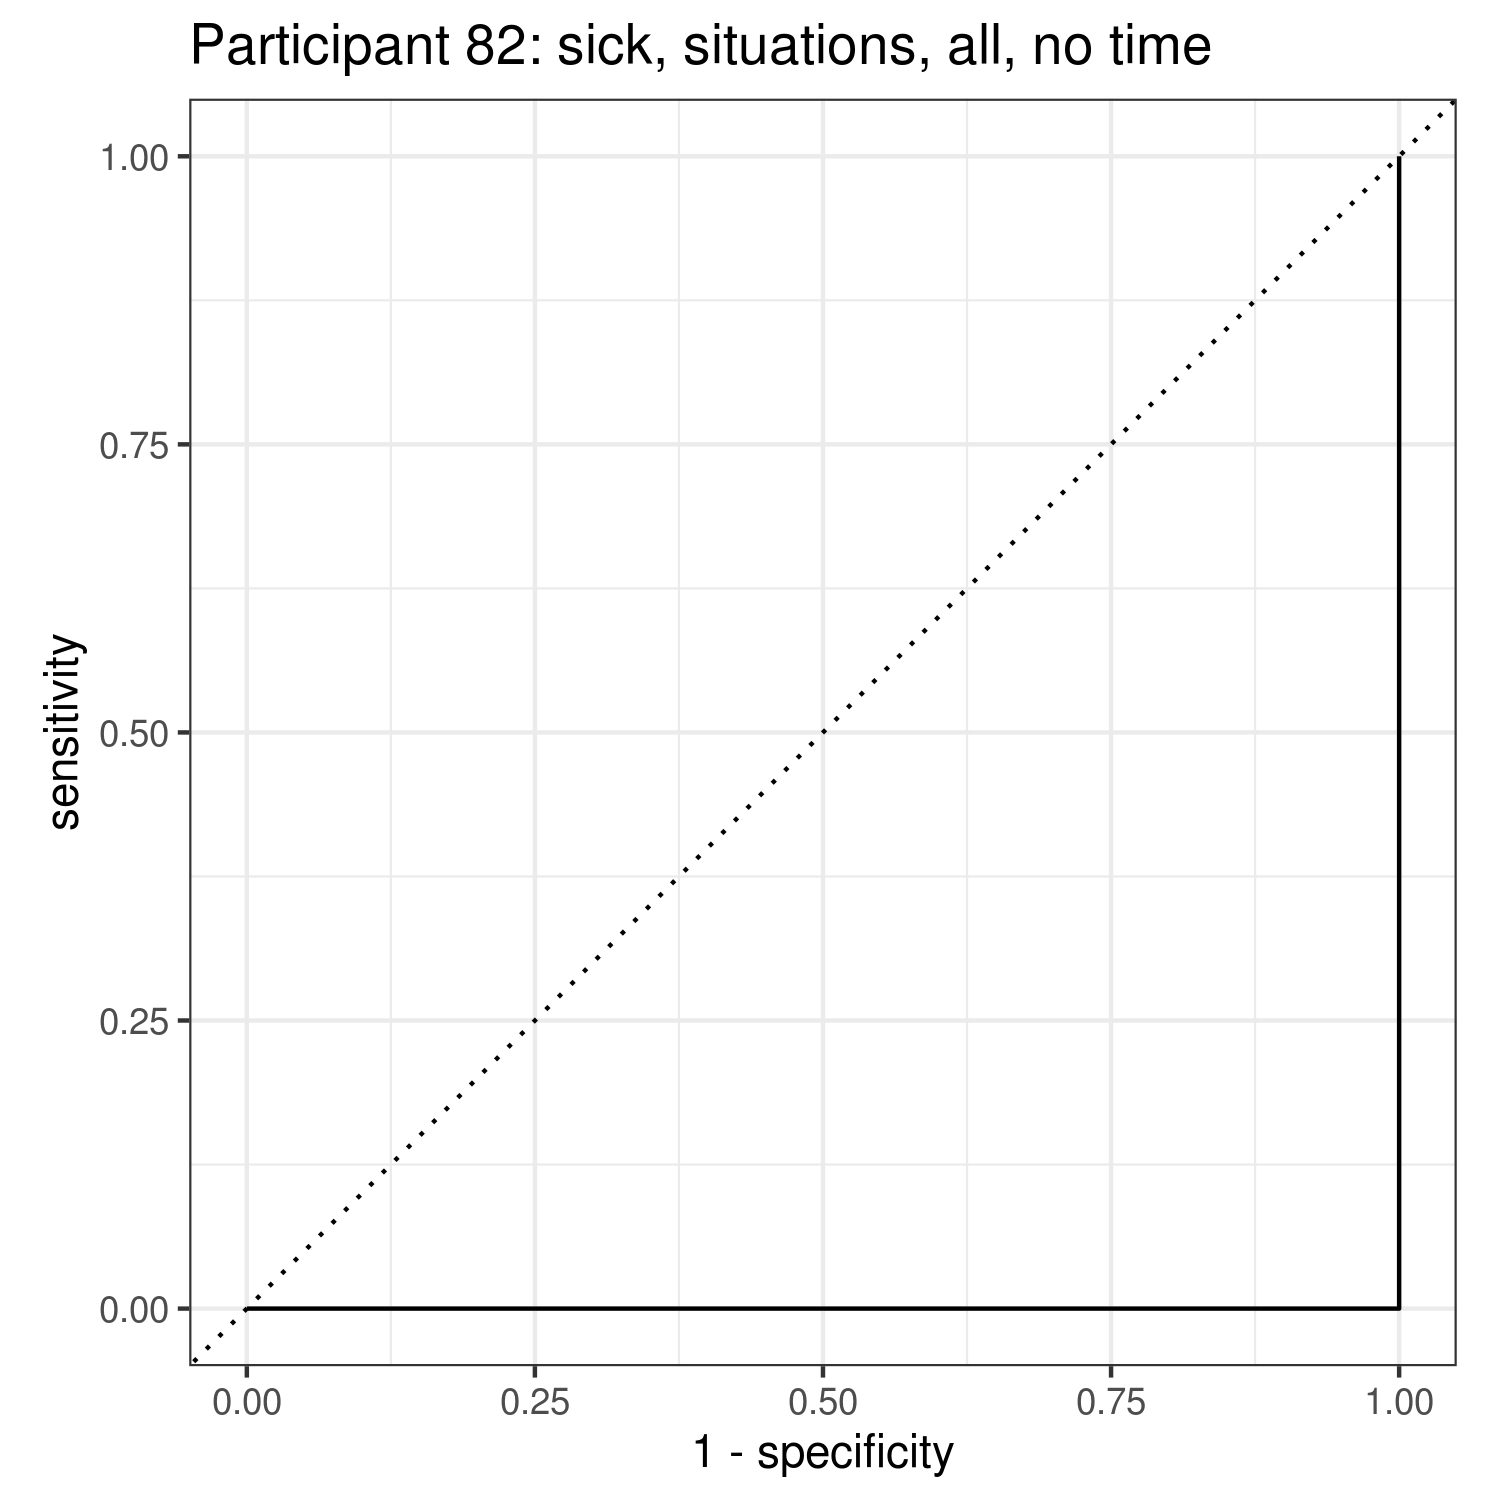 Participant 82: sick, situations, all, no time
1.00
0.75
0.50
0.25
0.00
sensitivity
0.00 0.25 0.50 0.75 1.00
1 - specificity